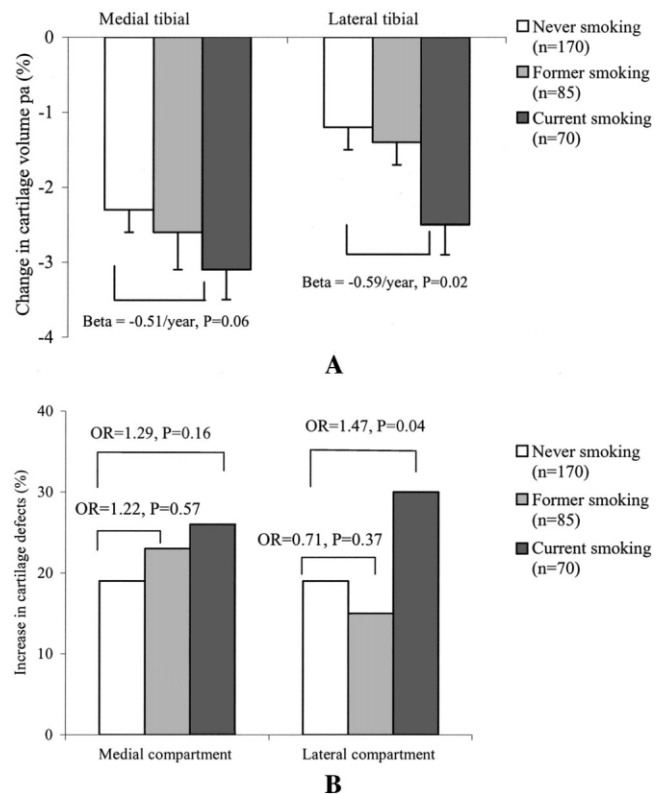 Medial tibial
Lateral tibial
0
-1
-2
-3
-4
Change in cartilage volume pa (%)
Never smoking
(n=170)
Former smoking
(n=85)
Current smoking
(n=70)
Beta = -0.51/year, P=0.06
Beta = -0.59/year, P=0.02
A
40
30
20
10
0
Increase in cartilage defects (%)
OR=1.29, P=0.16
OR=1.22, P=0.57
OR=1.47, P=0.04
OR=0.71, P=0.37
Never smoking
(n=170)
Former smoking
(n=85)
Current smoking
(n=70)
Medial compartment
Lateral compartment
B